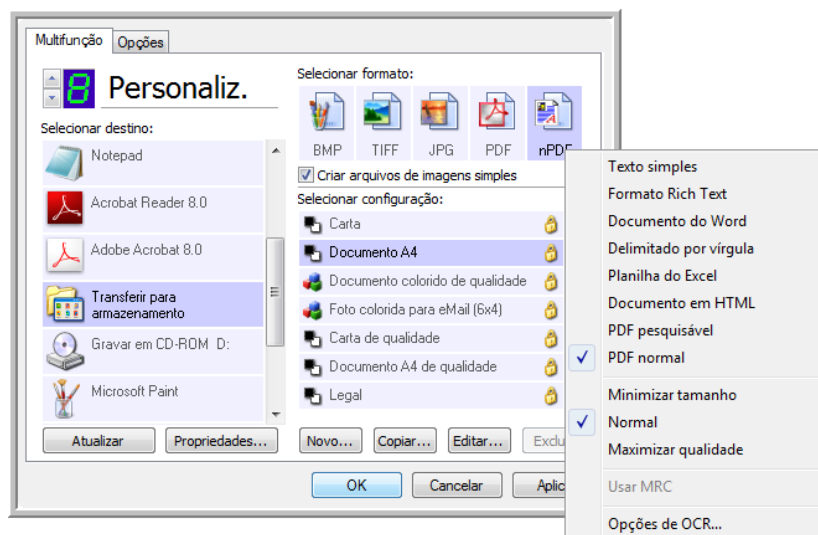 Multifunção
Opções
8
Personaliz.
Selecionar destino:
Notepad
Acrobat Reader 8.0
Adobe Acrobat 8.0
Transferir para
armazenamento
Gravar em CD-ROM D:
Microsoft Paint
Atualizar
Propriedades...
Selecionar formato:
BMP
TIFF
JPG
PDF
nPDF
Criar arquivos de imagens simples
Selecionar configuração:
Carta
Documento A4
Documento colorido de qualidade
Foto colorida para eMail (6x4)
Carta de qualidade
Documento A4 de qualidade
Legal
Novo...
Copiar...
Editar...
Exclu
OK
Cancelar
Aplic
Texto simples
Formato Rich Text
Documento do Word
Delimitado por vírgula
Planilha do Excel
Documento em HTML
PDF pesquisável
PDF normal
Minimizar tamanho
Normal
Maximizar qualidade
Usar MRC
Opções de OCR...